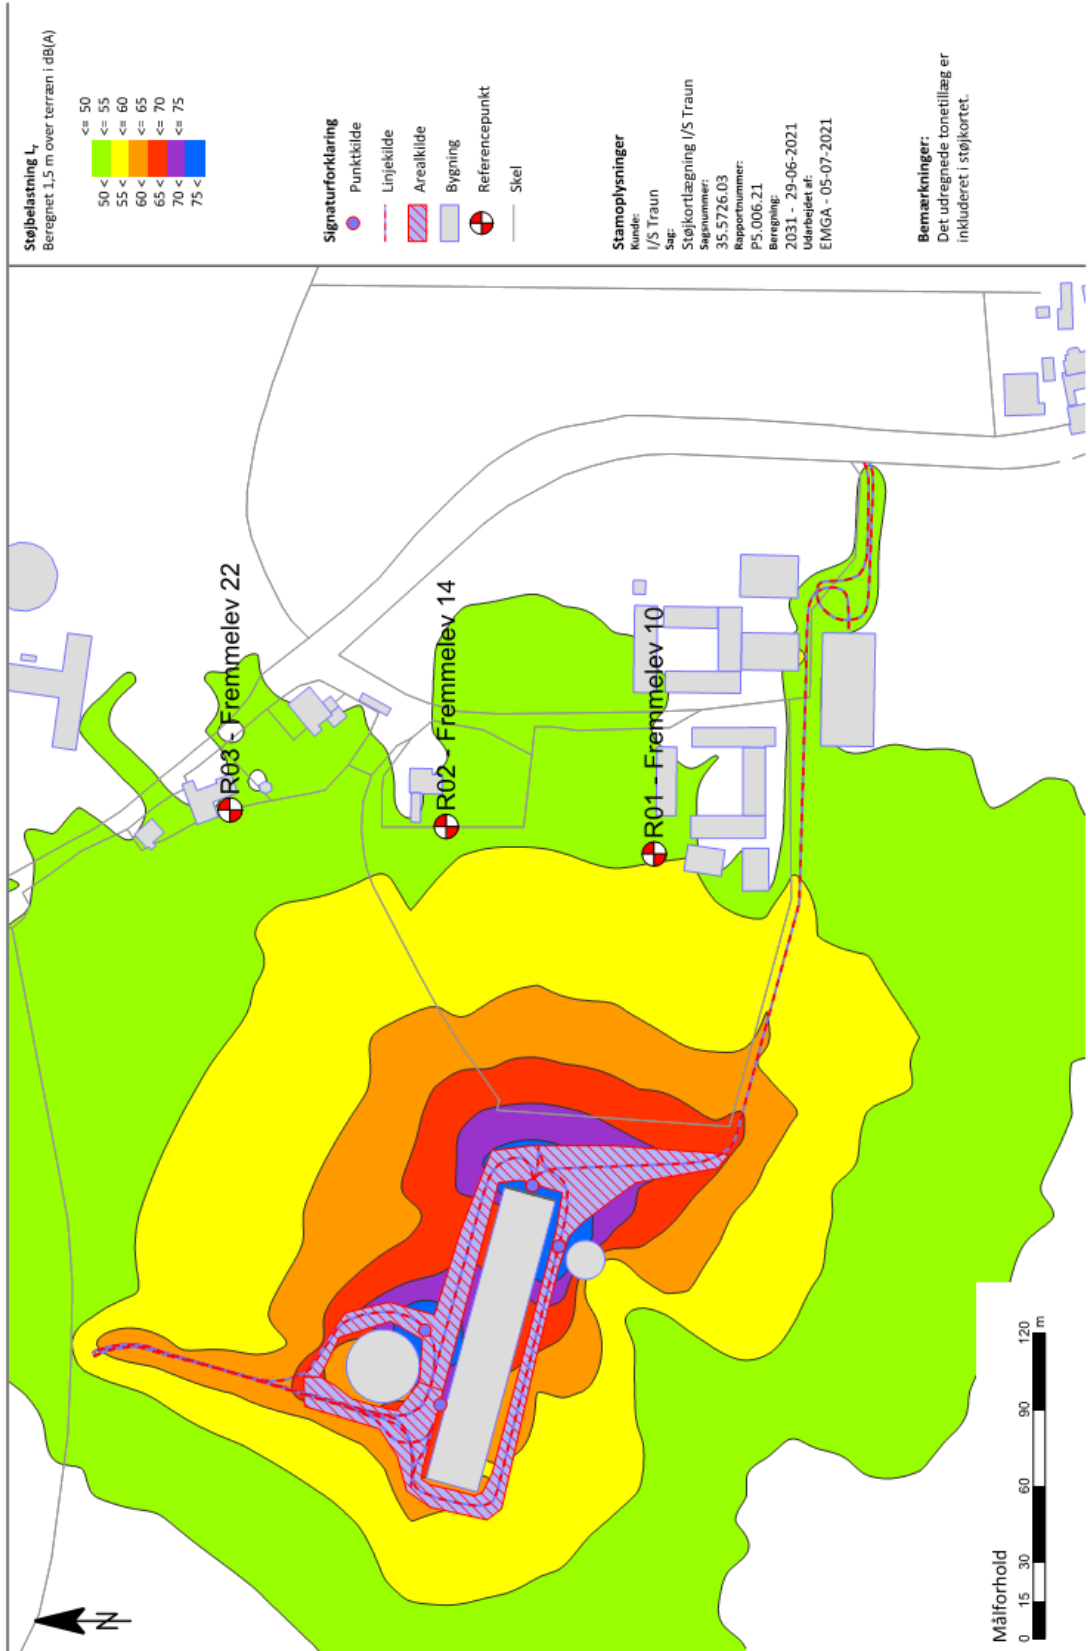 Støjbelastning Lr
Beregnet 1,5 m over terræn i dB(A)
<= 50
50 < <= 55
55 < <= 60
60 < <= 65
65 < <= 70
70 < <= 75
75 <
Signaturforklaring
Punktkilde
Linjekilde
Arealkilde
Bygning
Referencepunkt
Skel
Stamoplysninger
Kunde:
I/S Traun
Sag:
Støjkortlægning I/S Traun
Sagsnummer:
35.5726.03
Rapportnummer:
P5.006.21
Beregning:
2031 - 29-06-2021
Udarbejdet af:
EMGA - 05-07-2021
Bemærkninger:
Det udregnede tonetillæg er
inkluderet i støjkortet.
R03 - Fremmelev 22
R02 - Fremmelev 14
R01 - Fremmelev 10
N
Målforhold
0 15 30 60 90 120
m